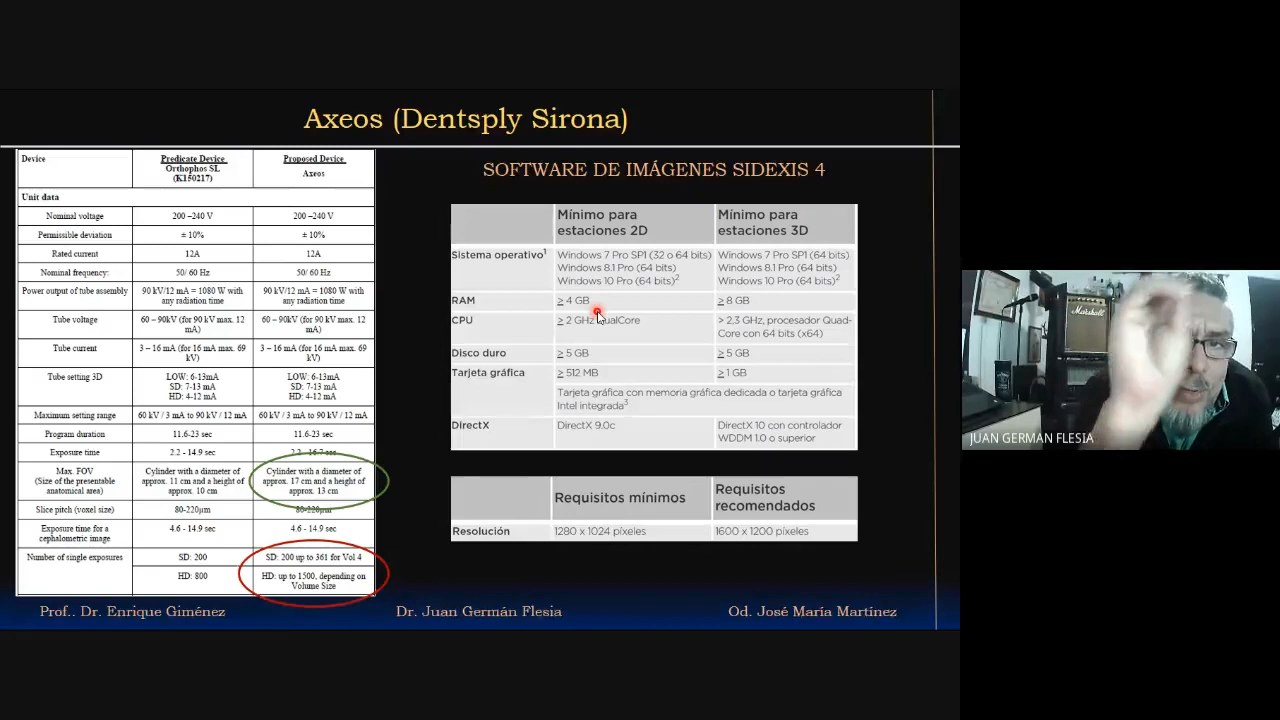 Axeos (Dentsply Sirona)
Device
Predicate Device
Orthophos SL
(K150217)
Proposed Device
Axeos
Unit data
Nominal voltage
200 –240 V
200 –240 V
Permissible deviation
± 10%
± 10%
Rated current
12A
12A
Nominal frequency:
50/ 60 Hz
50/ 60 Hz
Power output of tube assembly
90 kV/12 mA = 1080 W with
any radiation time
90 kV/12 mA = 1080 W with
any radiation time
Tube voltage
60 – 90kV (for 90 kV max. 12
mA)
60 – 90kV (for 90 kV max. 12
mA)
Tube current
3 – 16 mA (for 16 mA max. 69
kV)
3 – 16 mA (for 16 mA max. 69
kV)
Tube setting 3D
LOW: 6-13mA
SD: 7-13 mA
HD: 4-12 mA
LOW: 6-13mA
SD: 7-13 mA
HD: 4-12 mA
Maximum setting range
60 kV / 3 mA to 90 kV / 12 mA
60 kV / 3 mA to 90 kV / 12 mA
Program duration
11.6-23 sec
11.6-23 sec
Exposure time
2.2 - 14.9 sec
2.2 - 16.7 sec
Max. FOV
(Size of the presentable
anatomical area)
Cylinder with a diameter of
approx. 11 cm and a height of
approx. 10 cm
Cylinder with a diameter of
approx. 17 cm and a height of
approx. 13 cm
Slice pitch (voxel size)
80-220µm
80-220µm
Exposure time for a
cephalometric image
4.6 - 14.9 sec
4.6 - 14.9 sec
Number of single exposures
SD: 200
SD: 200 up to 361 for Vol 4
HD: 800
HD: up to 1500, depending on
Volume Size
SOFTWARE DE IMÁGENES SIDEXIS 4
Mínimo para
estaciones 2D
Mínimo para
estaciones 3D
Sistema operativo1
Windows 7 Pro SP1 (32 o 64 bits)
Windows 8.1 Pro (64 bits)
Windows 10 Pro (64 bits)2
Windows 7 Pro SP1 (64 bits)
Windows 8.1 Pro (64 bits)
Windows 10 Pro (64 bits)2
RAM
≥ 4 GB
≥ 8 GB
CPU
≥ 2 GHz DualCore
> 2.3 GHz, procesador Quad-
Core con 64 bits (x64)
Disco duro
≥ 5 GB
≥ 5 GB
Tarjeta gráfica
≥ 512 MB
≥ 1 GB
Tarjeta gráfica con memoria gráfica dedicada o tarjeta gráfica
Intel integrada3
DirectX
DirectX 9.0c
DirectX 10 con controlador
WDDM 1.0 o superior
Requisitos mínimos
Requisitos
recomendados
Resolución
1280 x 1024 píxeles
1600 x 1200 píxeles
Prof.. Dr. Enrique Giménez
Dr. Juan Germán Flesia
Od. José María Martínez
Marshall
JUAN GERMAN FLESIA